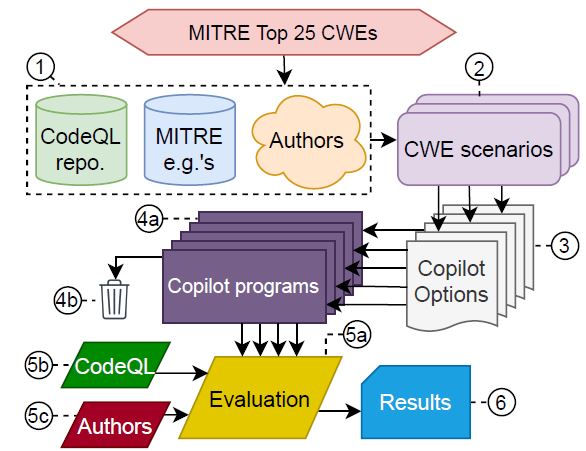 MITRE Top 25 CWEs
1
CodeQL
repo.
MITRE
e.g.'s
Authors
2
CWE scenarios
3
Copilot
Options
4a
Copilot programs
4b
5a
5b
CodeQL
Evaluation
5c
Authors
Results
6